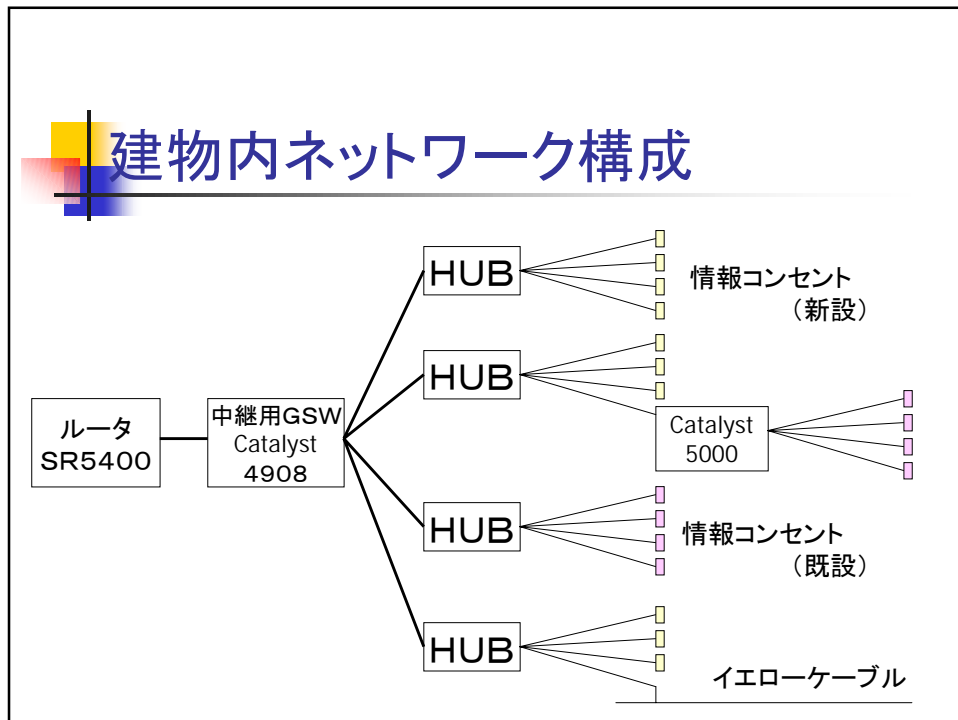 建物内ネットワーク構成
HUB
情報コンセント
（新設）
HUB
ルータ
SR5400
中継用GSW
Catalyst
4908
Catalyst
5000
HUB
情報コンセント
（既設）
HUB
イエローケーブル